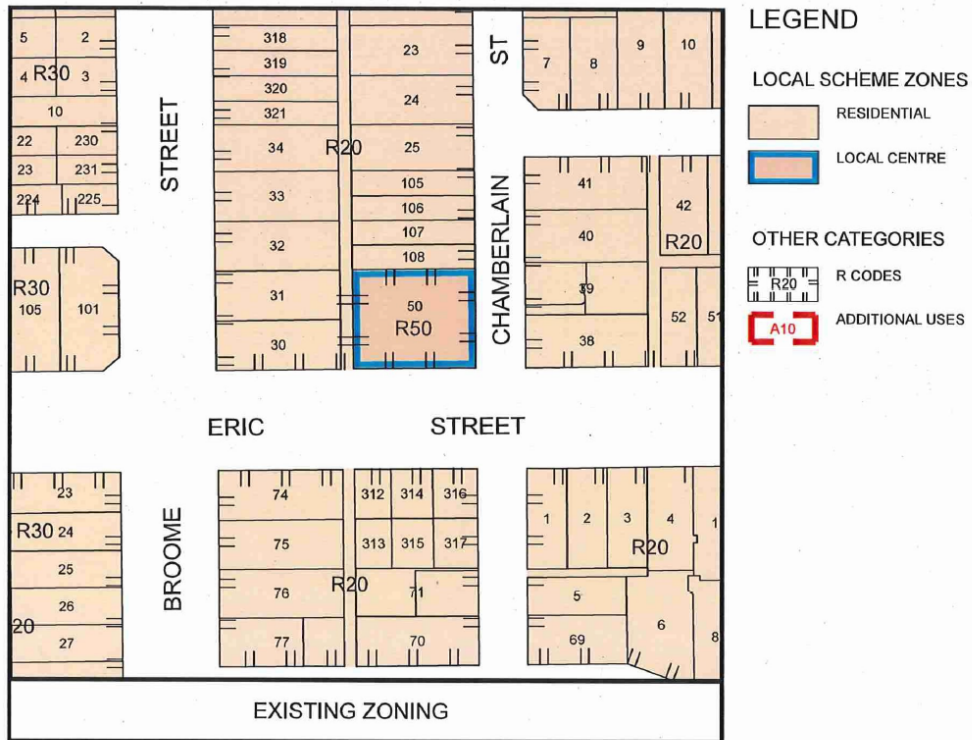 LEGEND
LOCAL SCHEME ZONES
RESIDENTIAL
LOCAL CENTRE
OTHER CATEGORIES
R20
R CODES
A10
ADDITIONAL USES
5
2
4
R30
3
10
22
230
23
231
224
225
R30
105
101
STREET
318
319
320
321
34
33
32
31
30
R20
23
24
25
105
106
107
108
50
R50
ST
CHAMBERLAIN
7
8
9
10
41
40
39
38
42
R20
52
51
ERIC
STREET
23
R30
24
25
26
20
27
BROOME
74
75
76
77
R20
312
314
316
313
315
317
71
70
1
2
3
4
1
R20
5
69
6
8
EXISTING ZONING